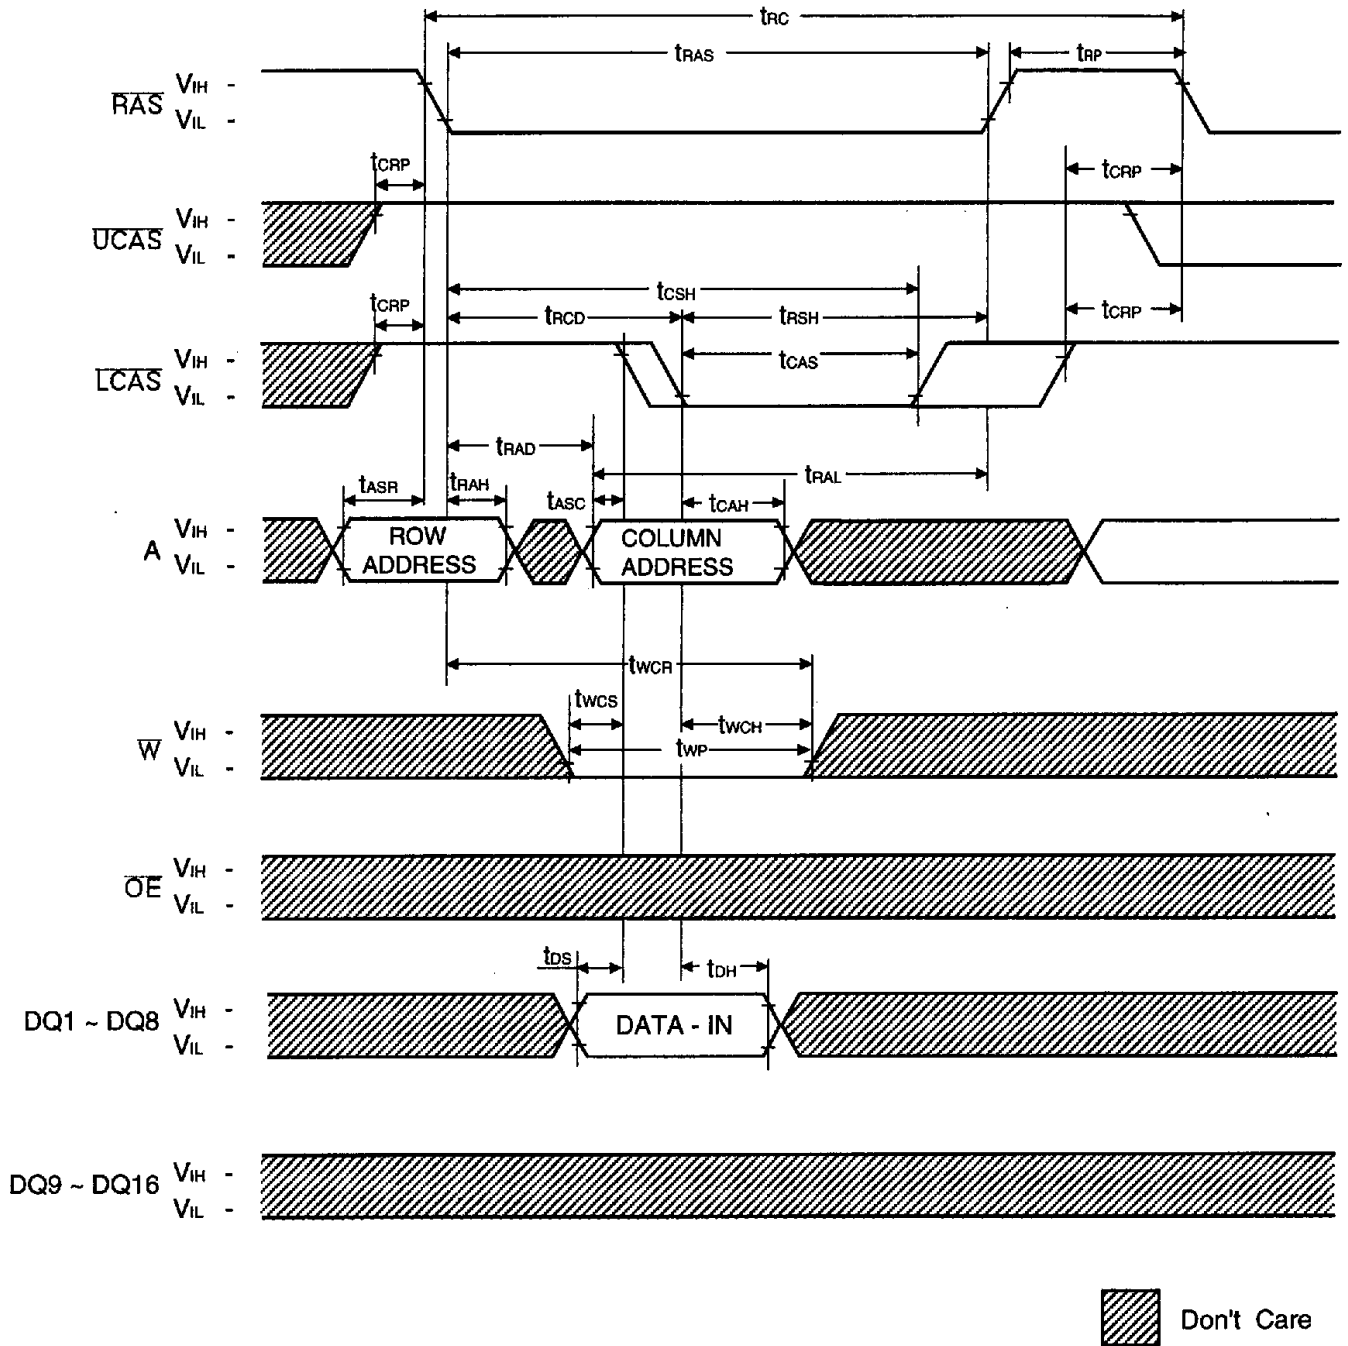 tRC
tRAS tRP
RAS VIH -
VIL -
tCRP tCRP
UCAS VIH -
VIL -
tCSH
tCRP tRCD tRSH tCRP
tCAS
LCAS VIH -
VIL -
tRAD
tRAL
tASR tRAH tASC tCAH
A VIH -
VIL -
ROW
ADDRESS
COLUMN
ADDRESS
tWCR
tWCS tWCH
tWP
W VIH -
VIL -
OE VIH -
VIL -
tDS tDH
DQ1 ~ DQ8 VIH -
VIL -
DATA - IN
DQ9 ~ DQ16 VIH -
VIL -
Don't Care